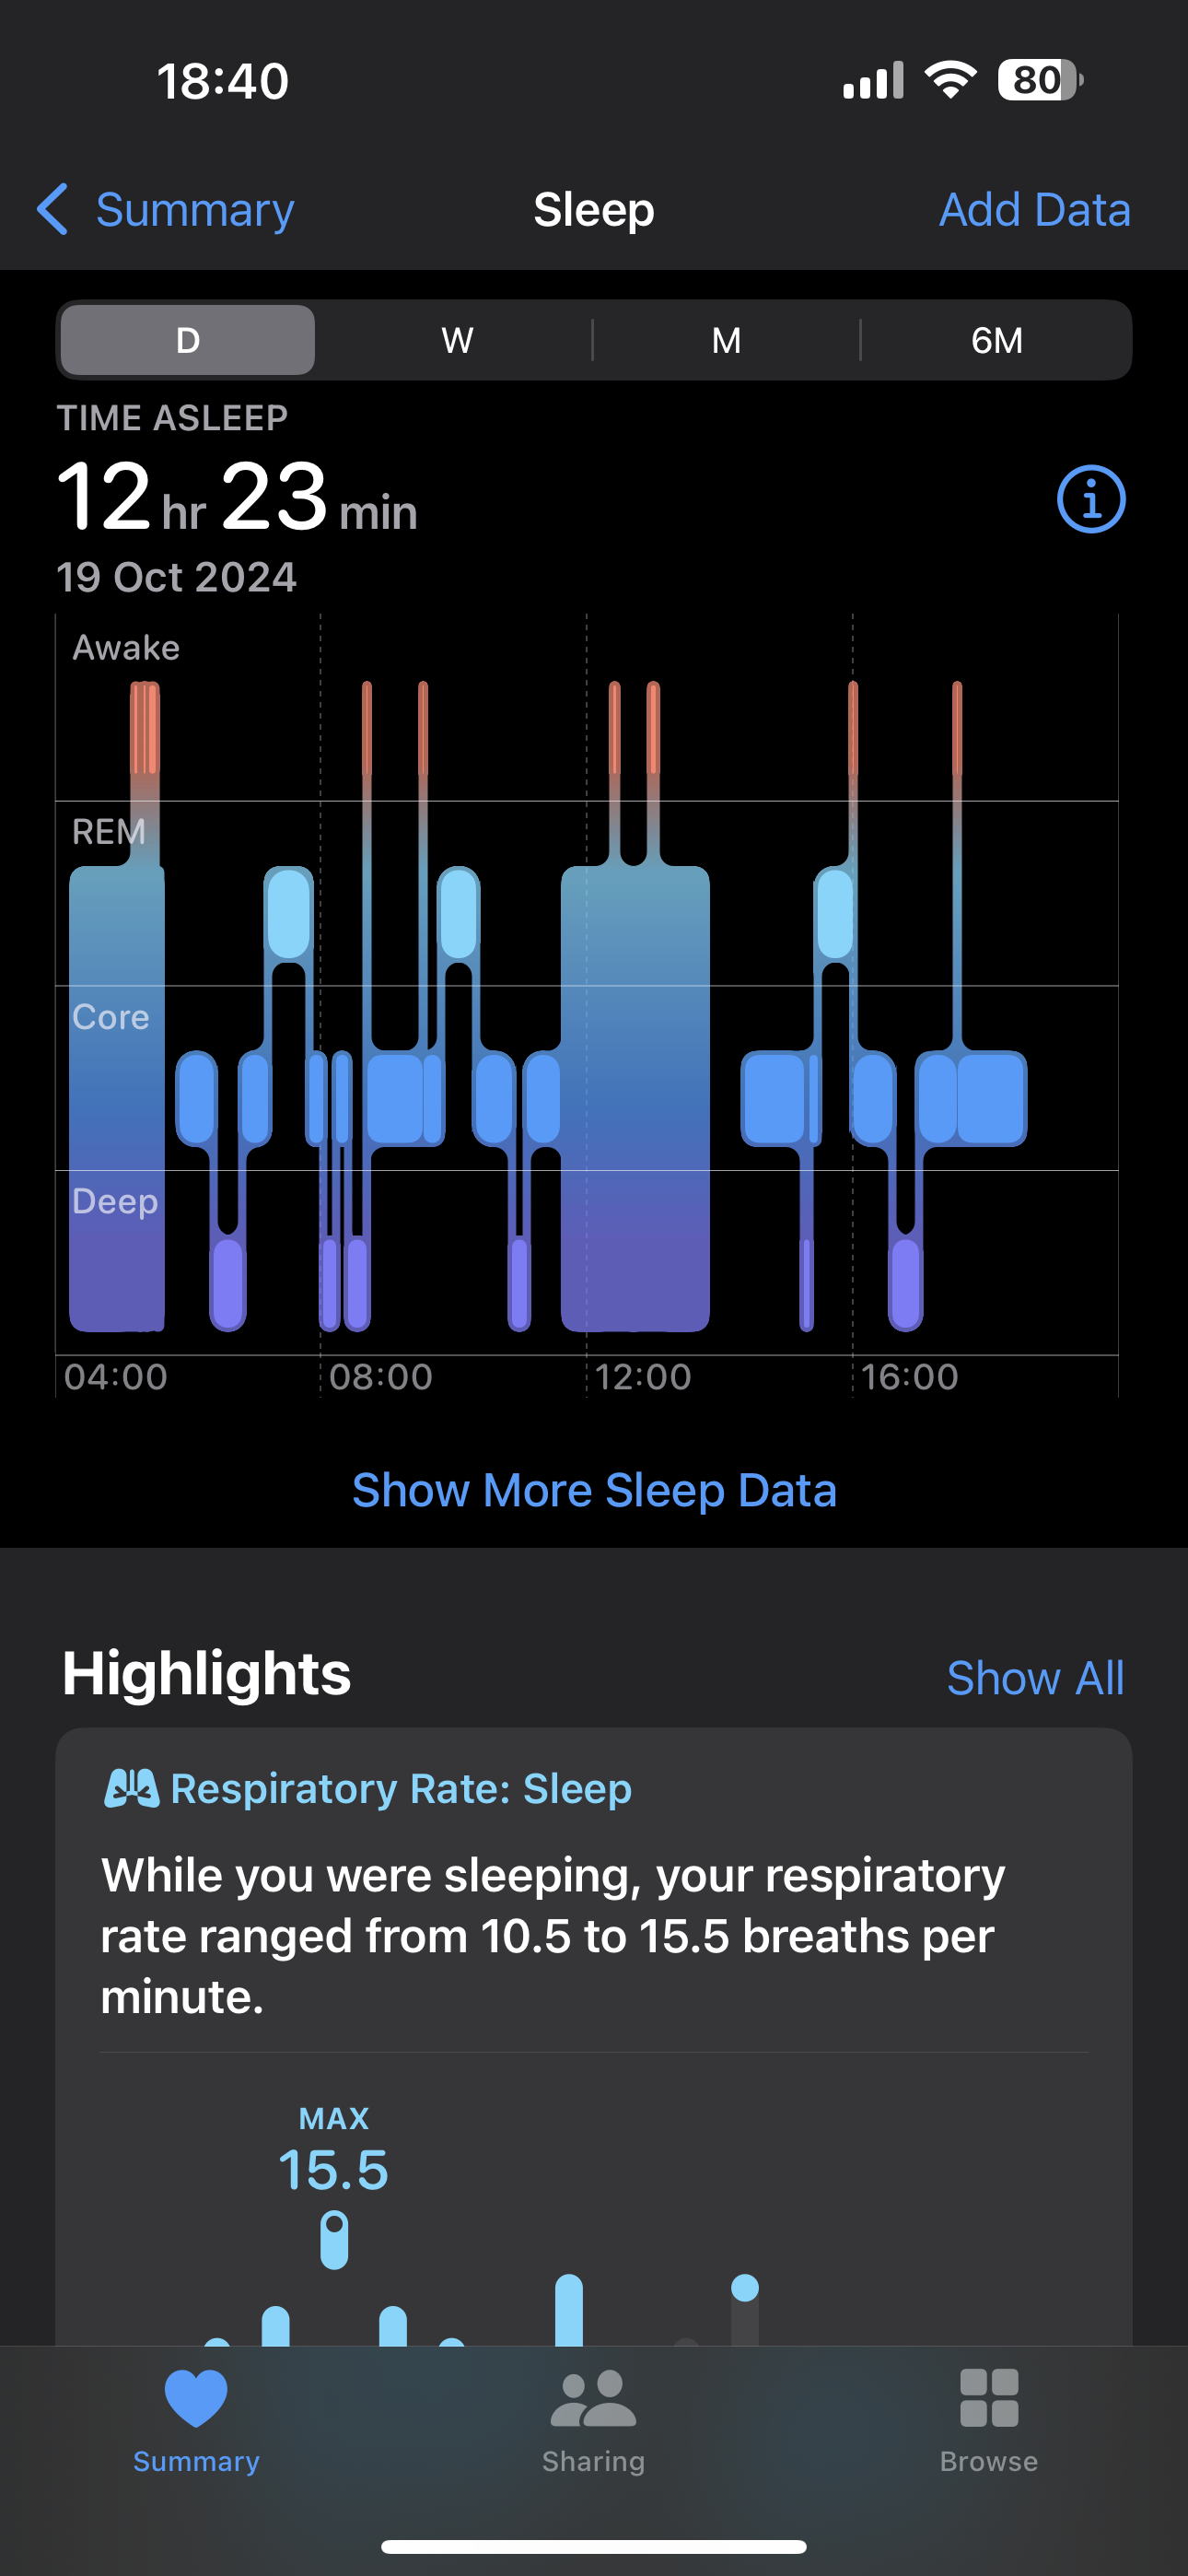 18:40
80
Summary
Sleep
Add Data
D
W
M
6M
TIME ASLEEP
12 hr 23 min
19 Oct 2024
Awake
REM
Core
Deep
04:00
08:00
12:00
16:00
Show More Sleep Data
Highlights
Show All
Respiratory Rate: Sleep
While you were sleeping, your respiratory
rate ranged from 10.5 to 15.5 breaths per
minute.
MAX
15.5
Summary
Sharing
Browse